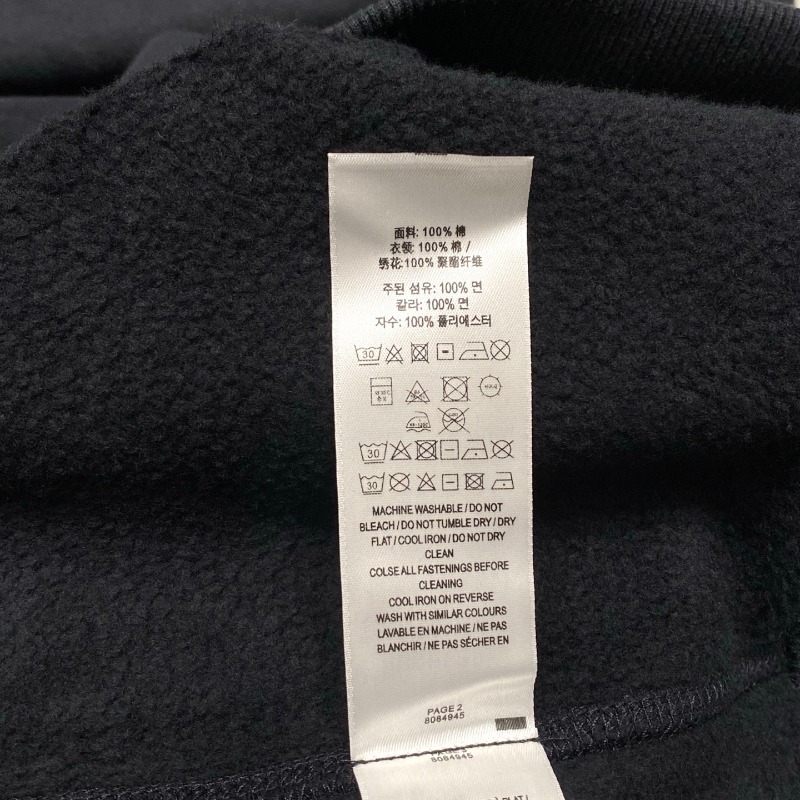 面料: 100% 棉
衣领: 100% 棉 /
绣花:100% 聚酯纤维
주된 섬유: 100% 면
칼라: 100% 면
자수: 100% 폴리에스터
30
30
30
MACHINE WASHABLE / DO NOT
BLEACH / DO NOT TUMBLE DRY / DRY
FLAT / COOL IRON / DO NOT DRY
CLEAN
COLSE ALL FASTENINGS BEFORE
CLEANING
COOL IRON ON REVERSE
WASH WITH SIMILAR COLOURS
LAVABLE EN MACHINE / NE PAS
BLANCHIR / NE PAS SÉCHER EN
PAGE 2
8084945
8084945